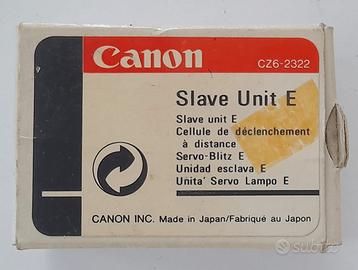 Canon
CZ6-2322
Slave Unit E
Slave unit E
Cellule de déclenchement
à distance
Servo-Blitz E
Unidad esclava E
Unita' Servo Lampo E
CANON INC. Made in Japan/Fabriqué au Japon
subito